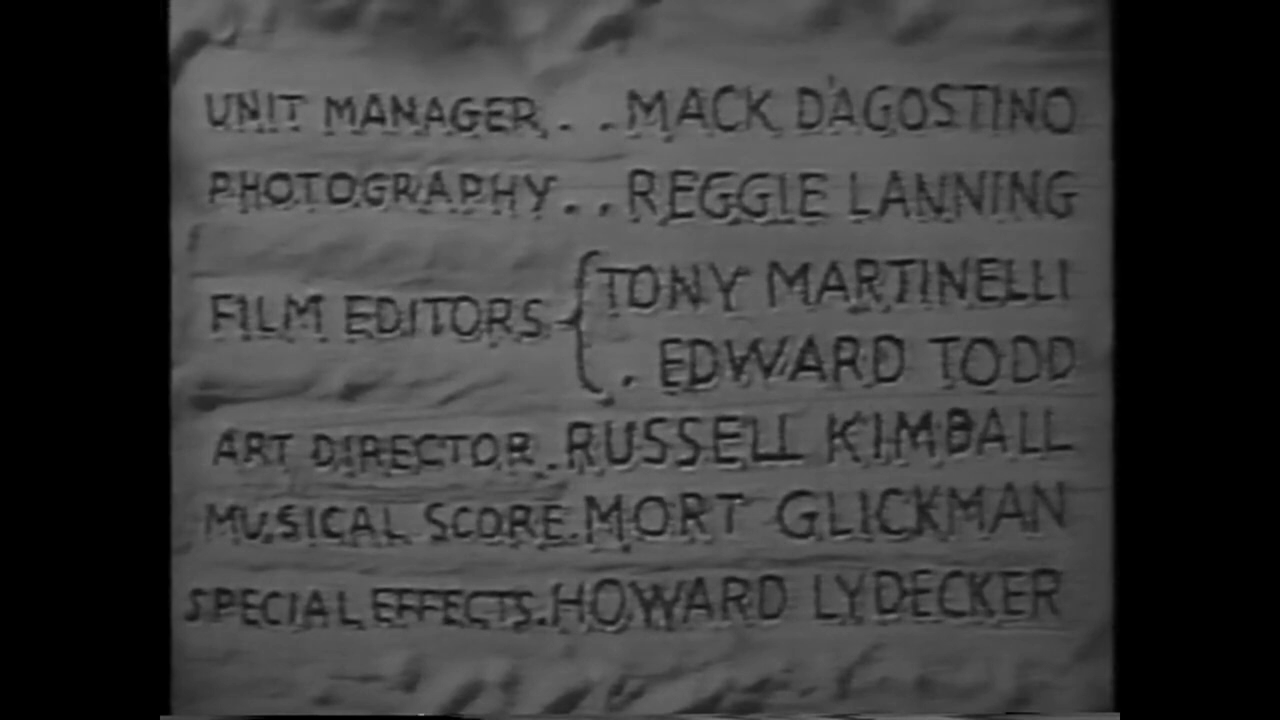 UNIT MANAGER. . . MACK D'AGOSTINO
PHOTOGRAPHY. . . REGGIE LANNING
FILM EDITORS { TONY MARTINELLI
. EDWARD TODD
ART DIRECTOR. RUSSELL KIMBALL
MUSICAL SCORE. MORT GLICKMAN
SPECIAL EFFECTS. HOWARD LYDECKER